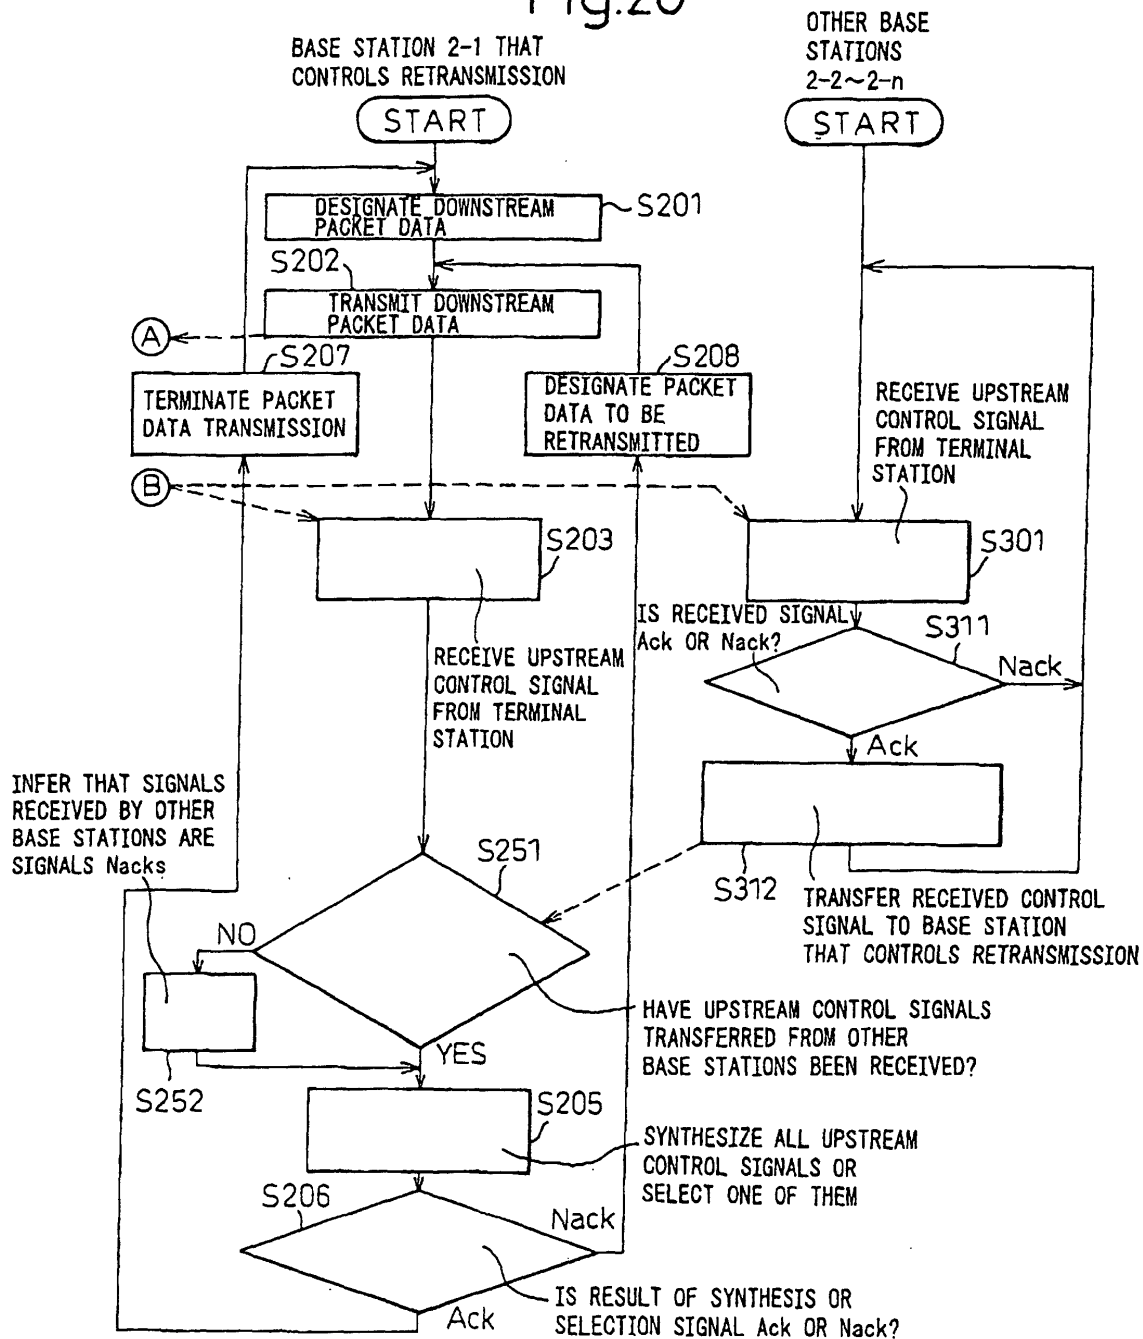 Fig.20
BASE STATION 2-1 THAT
CONTROLS RETRANSMISSION
START
DESIGNATE DOWNSTREAM
PACKET DATA
S201
S202
TRANSMIT DOWNSTREAM
PACKET DATA
A
S207
TERMINATE PACKET
DATA TRANSMISSION
S208
DESIGNATE PACKET
DATA TO BE
RETRANSMITTED
B
S203
RECEIVE UPSTREAM
CONTROL SIGNAL
FROM TERMINAL
STATION
INFER THAT SIGNALS
RECEIVED BY OTHER
BASE STATIONS ARE
SIGNALS Nacks
S251
NO
YES
S252
HAVE UPSTREAM CONTROL SIGNALS
TRANSFERRED FROM OTHER
BASE STATIONS BEEN RECEIVED?
S205
SYNTHESIZE ALL UPSTREAM
CONTROL SIGNALS OR
SELECT ONE OF THEM
S206
Nack
Ack
IS RESULT OF SYNTHESIS OR
SELECTION SIGNAL Ack OR Nack?
OTHER BASE
STATIONS
2-2~2-n
START
RECEIVE UPSTREAM
CONTROL SIGNAL
FROM TERMINAL
STATION
S301
IS RECEIVED SIGNAL
Ack OR Nack?
S311
Nack
Ack
S312
TRANSFER RECEIVED CONTROL
SIGNAL TO BASE STATION
THAT CONTROLS RETRANSMISSION